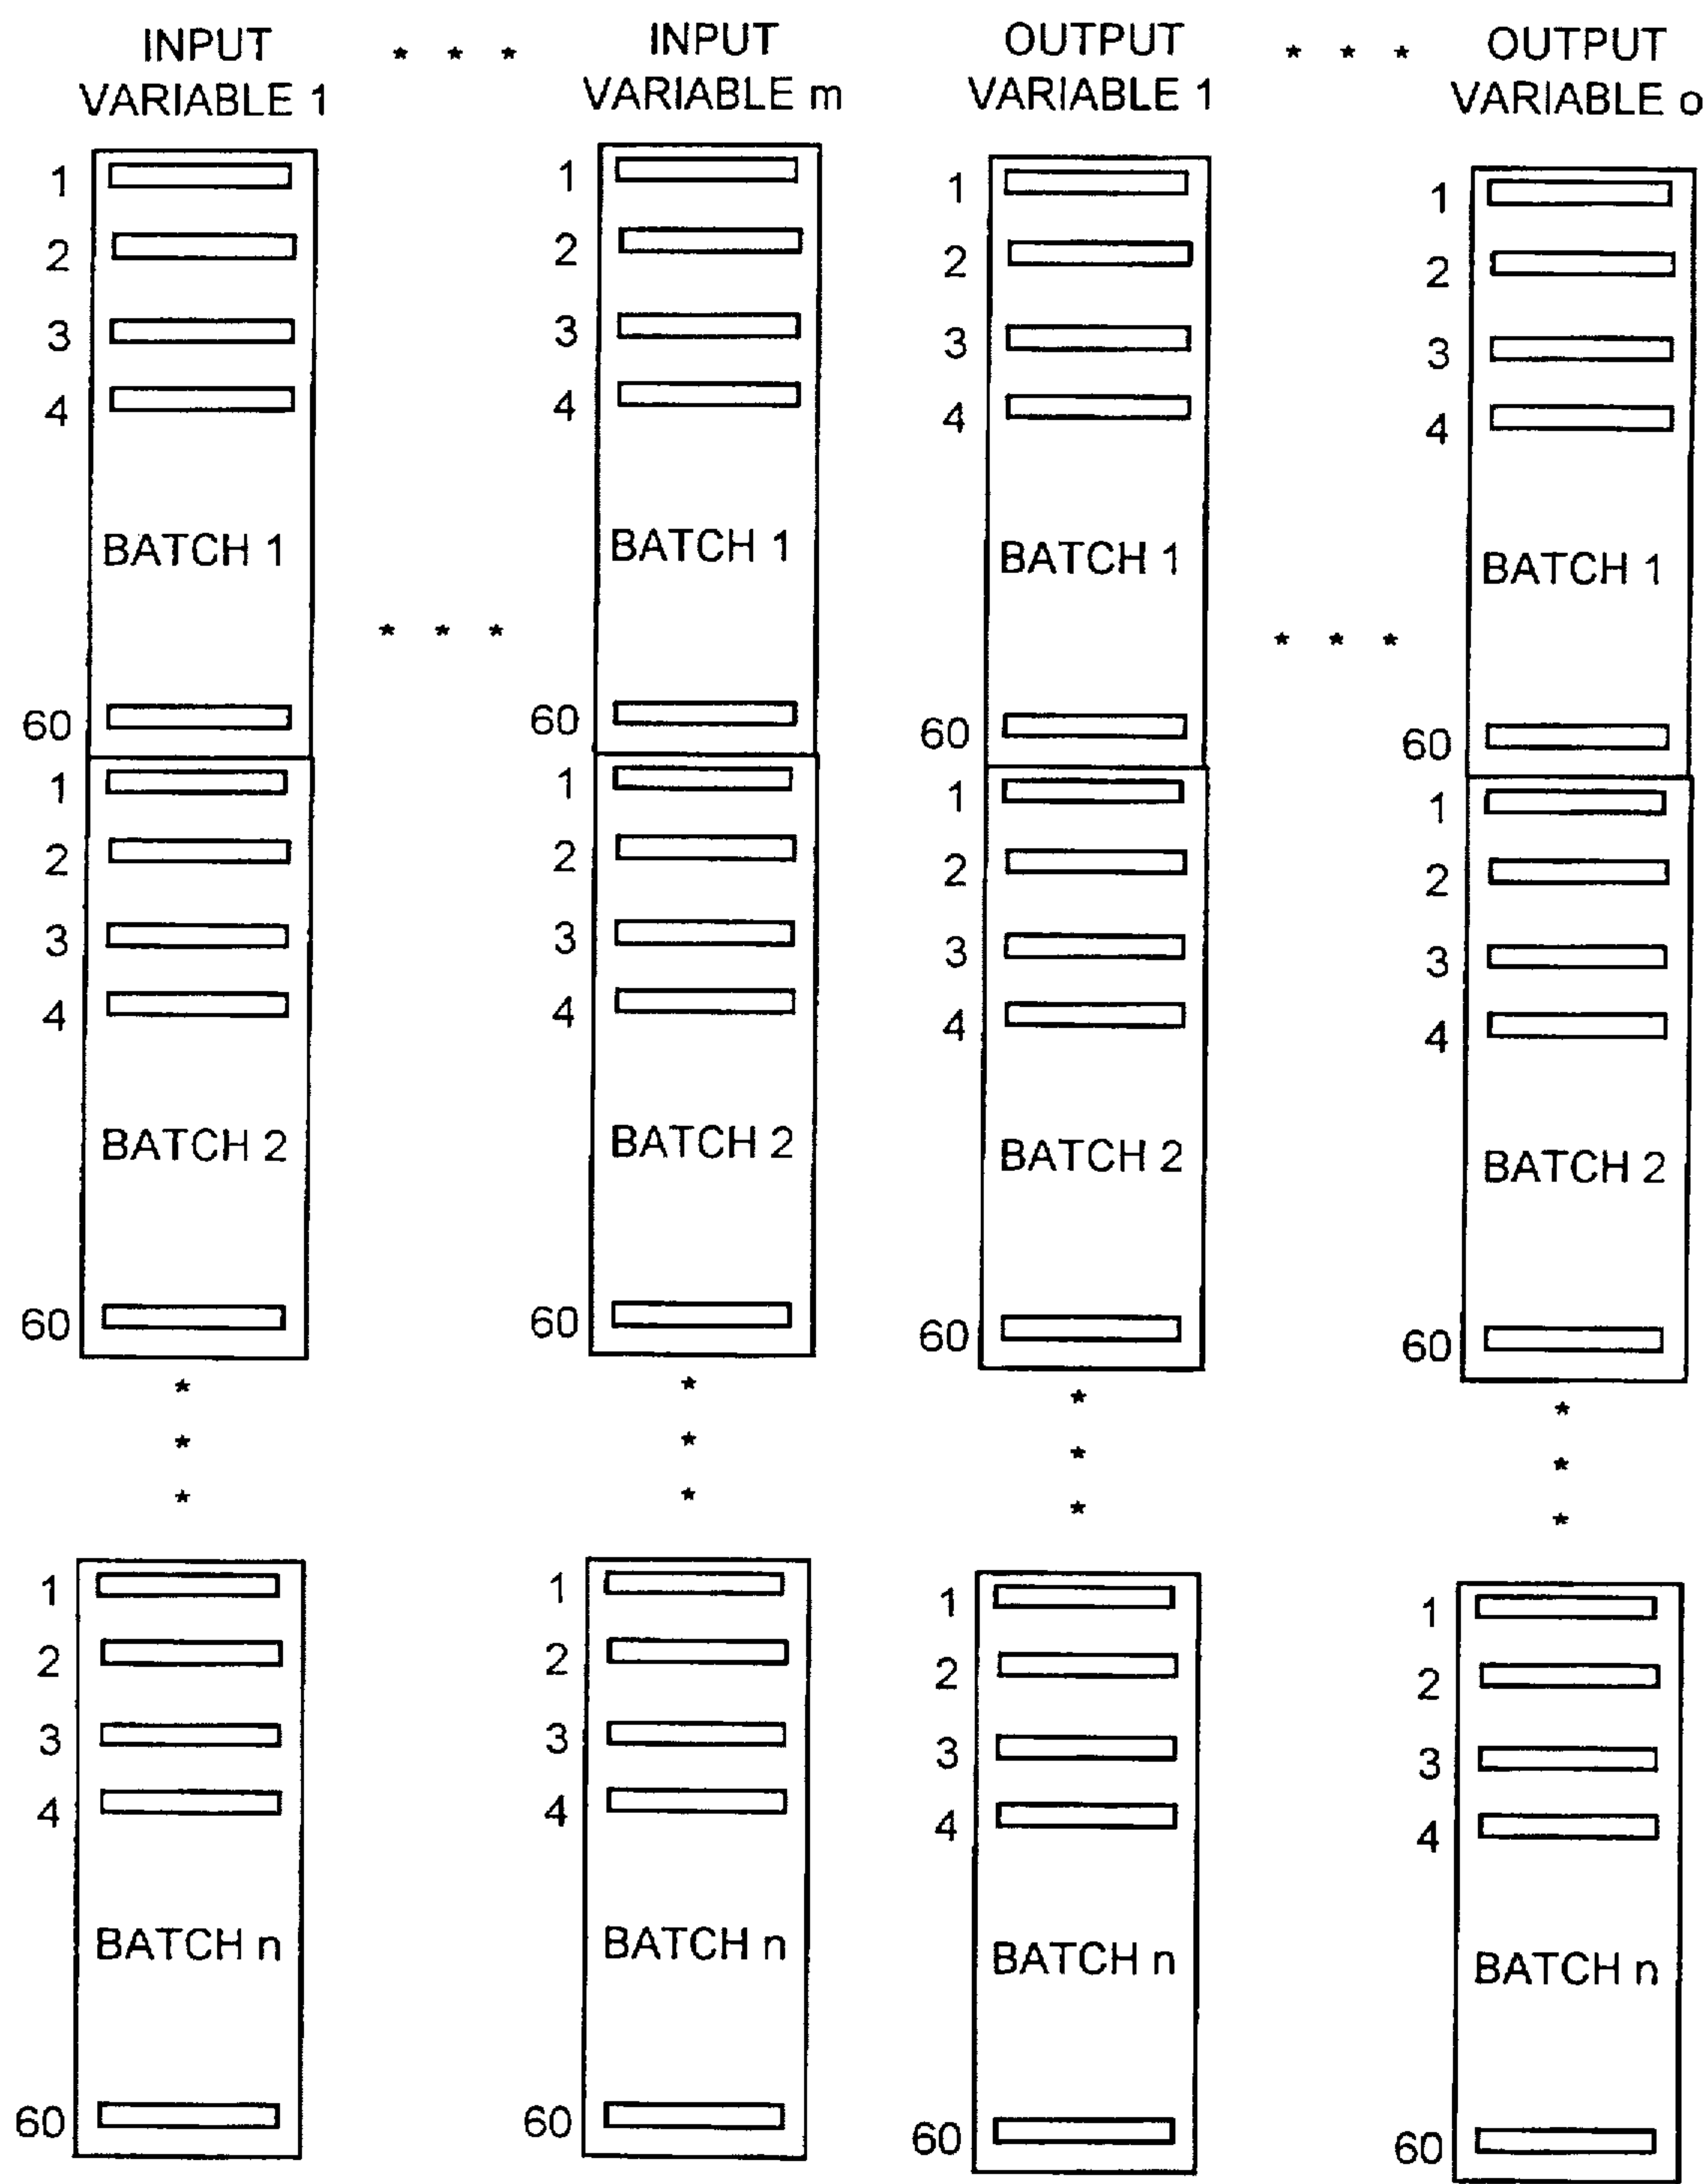 INPUT VARIABLE 1 * * * INPUT VARIABLE m OUTPUT VARIABLE 1 * * * OUTPUT VARIABLE o
1 1 1 1
2 2 2 2
3 3 3 3
4 4 4 4
BATCH 1 BATCH 1 BATCH 1 BATCH 1
* * * * * *
60 60 60 60
1 1 1 1
2 2 2 2
3 3 3 3
4 4 4 4
BATCH 2 BATCH 2 BATCH 2 BATCH 2
60 60 60 60
* * * *
* * * *
* * * *
1 1 1 1
2 2 2 2
3 3 3 3
4 4 4 4
BATCH n BATCH n BATCH n BATCH n
60 60 60 60